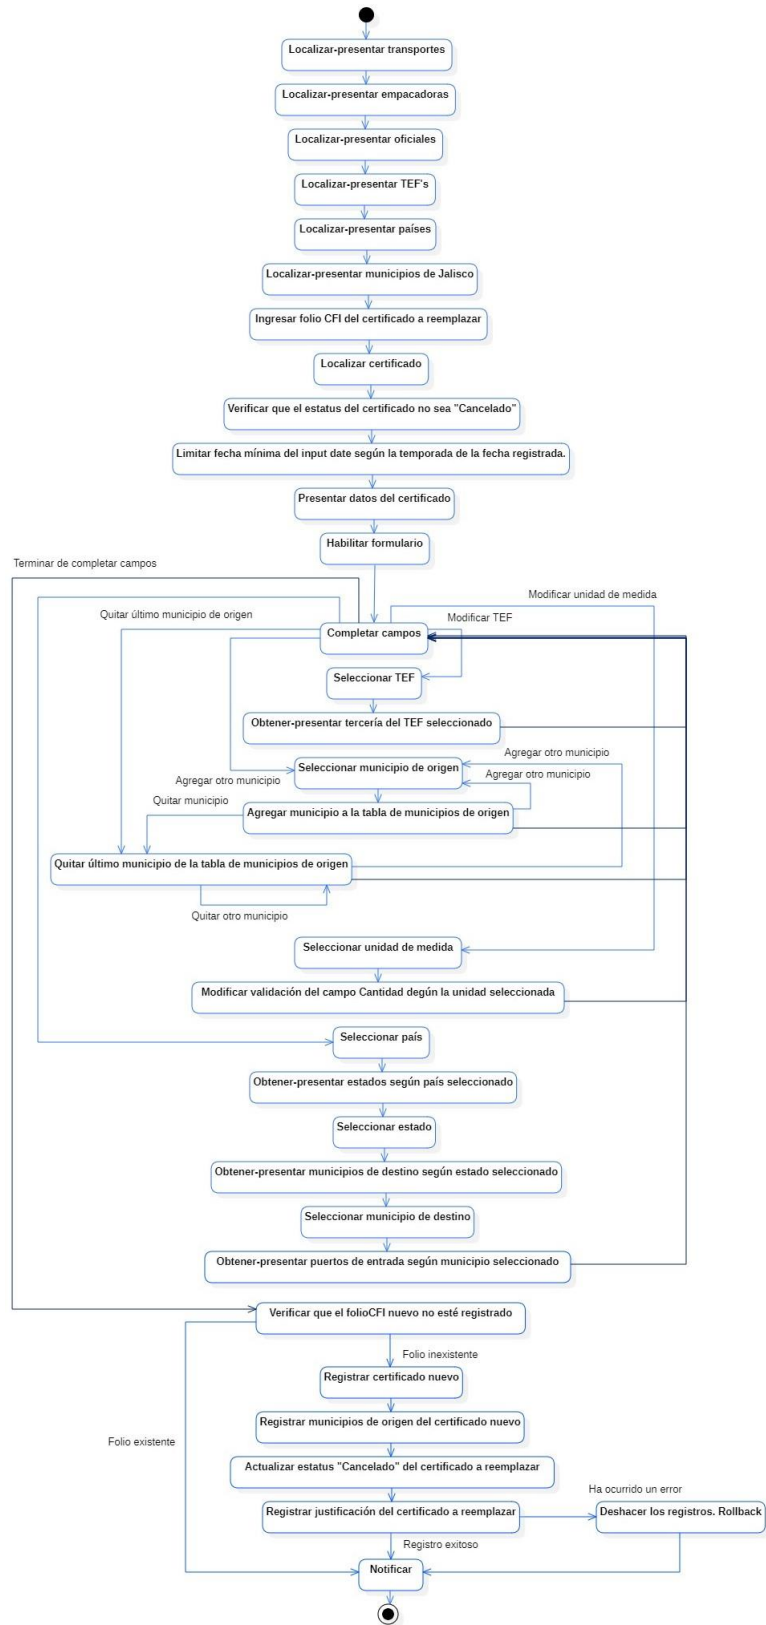 Localizar-presentar transportes
Localizar-presentar empacadoras
Localizar-presentar oficiales
Localizar-presentar TEF's
Localizar-presentar países
Localizar-presentar municipios de Jalisco
Ingresar folio CFI del certificado a reemplazar
Localizar certificado
Verificar que el estatus del certificado no sea "Cancelado"
Limitar fecha mínima del input date según la temporada de la fecha registrada.
Presentar datos del certificado
Habilitar formulario
Terminar de completar campos
Modificar unidad de medida
Quitar último municipio de origen
Modificar TEF
Completar campos
Seleccionar TEF
Obtener-presentar tercería del TEF seleccionado
Agregar otro municipio
Seleccionar municipio de origen
Agregar otro municipio
Agregar otro municipio
Quitar municipio
Agregar municipio a la tabla de municipios de origen
Quitar último municipio de la tabla de municipios de origen
Quitar otro municipio
Seleccionar unidad de medida
Modificar validación del campo Cantidad degún la unidad seleccionada
Seleccionar país
Obtener-presentar estados según país seleccionado
Seleccionar estado
Obtener-presentar municipios de destino según estado seleccionado
Seleccionar municipio de destino
Obtener-presentar puertos de entrada según municipio seleccionado
Verificar que el folioCFI nuevo no esté registrado
Folio inexistente
Registrar certificado nuevo
Registrar municipios de origen del certificado nuevo
Folio existente
Actualizar estatus "Cancelado" del certificado a reemplazar
Ha ocurrido un error
Registrar justificación del certificado a reemplazar
Deshacer los registros. Rollback
Registro exitoso
Notificar